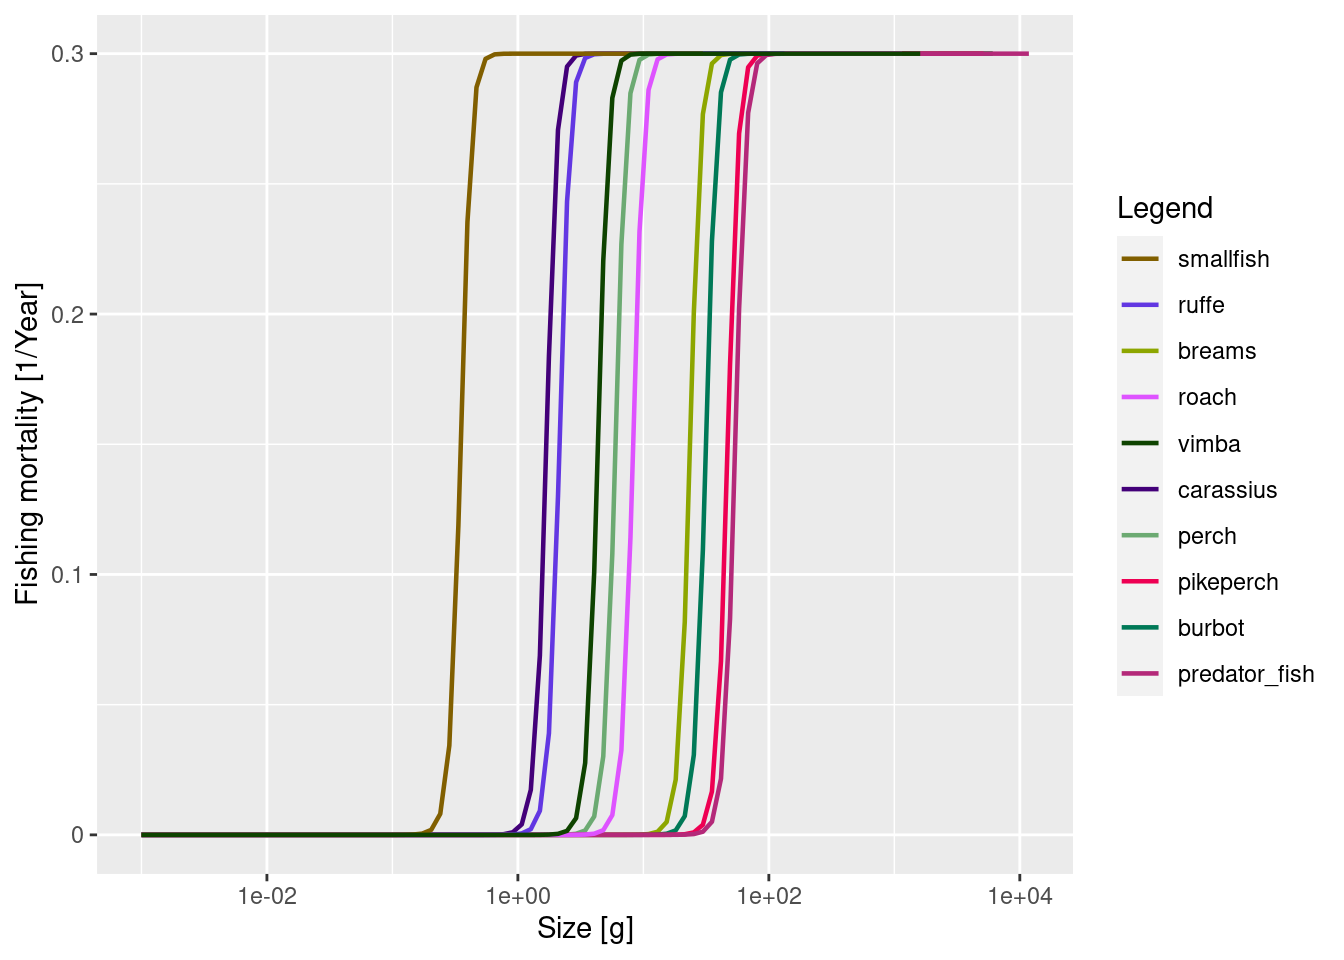 0.3
0.2
0.1
0
Fishing mortality [1/Year]
1e-02
1e+00
1e+02
1e+04
Size [g]
Legend
smallfish
ruffe
breams
roach
vimba
carassius
perch
pikeperch
burbot
predator_fish